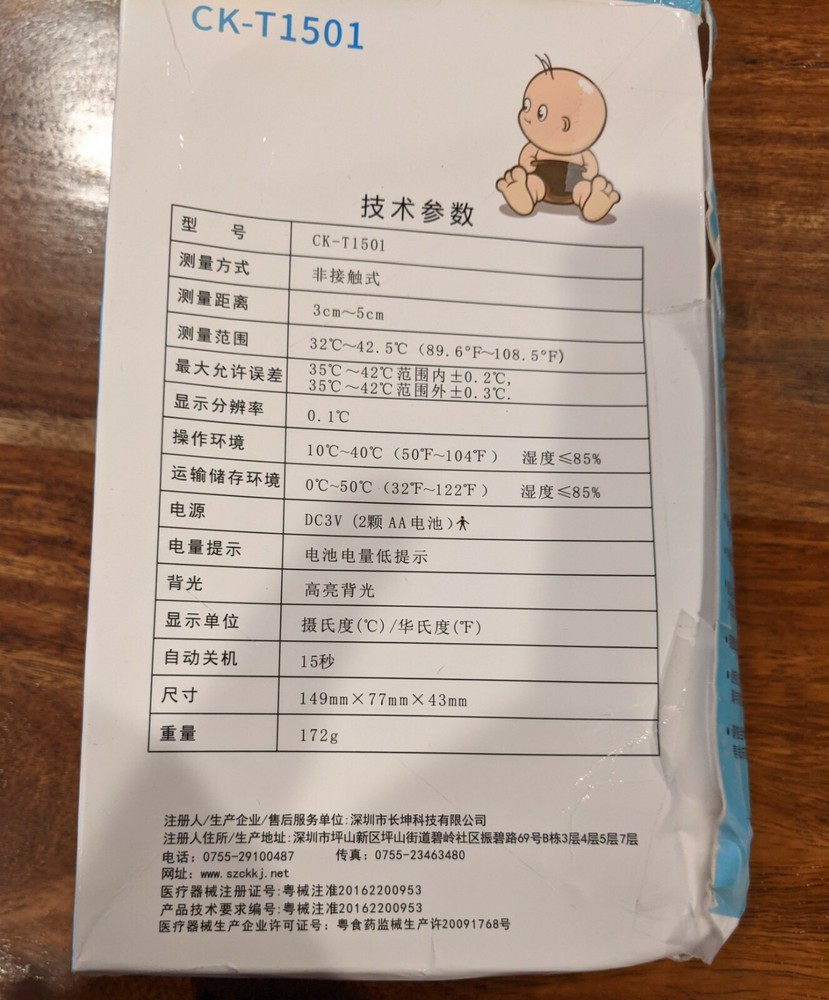 CK-T1501
技术参数
型 号 CK-T1501
测量方式 非接触式
测量距离 3cm～5cm
测量范围 32℃～42.5℃（89.6°F～108.5°F）
最大允许误差 35℃～42℃范围内±0.2℃,
35℃～42℃范围外±0.3℃.
显示分辨率 0.1℃
操作环境 10℃~40℃（50℉~104℉） 湿度≤85%
运输储存环境 0℃~50℃（32℉~122℉） 湿度≤85%
电源 DC3V (2颗 AA 电池)
电量提示 电池电量低提示
背光 高亮背光
显示单位 摄氏度(℃)/华氏度(℉)
自动关机 15秒
尺寸 149mm×77mm×43mm
重量 172g
注册人/生产企业/售后服务单位:深圳市长坤科技有限公司
注册人住所/生产地址:深圳市坪山新区坪山街道碧岭社区振碧路69号B栋3层4层5层7层
电话: 0755-29100487 传真: 0755-23463480
网址: www.szckkj.net
医疗器械注册证号:粤械注准20162200953
产品技术要求编号:粤械注准20162200953
医疗器械生产企业许可证号: 粤食药监械生产许20091768号